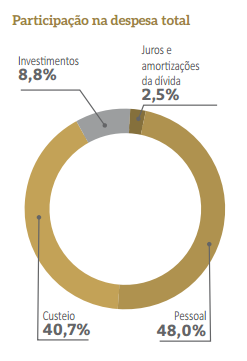 Participação na despesa total
Investimentos
8,8%
Juros e
amortizações
da dívida
2,5%
Custeio
40,7%
Pessoal
48,0%